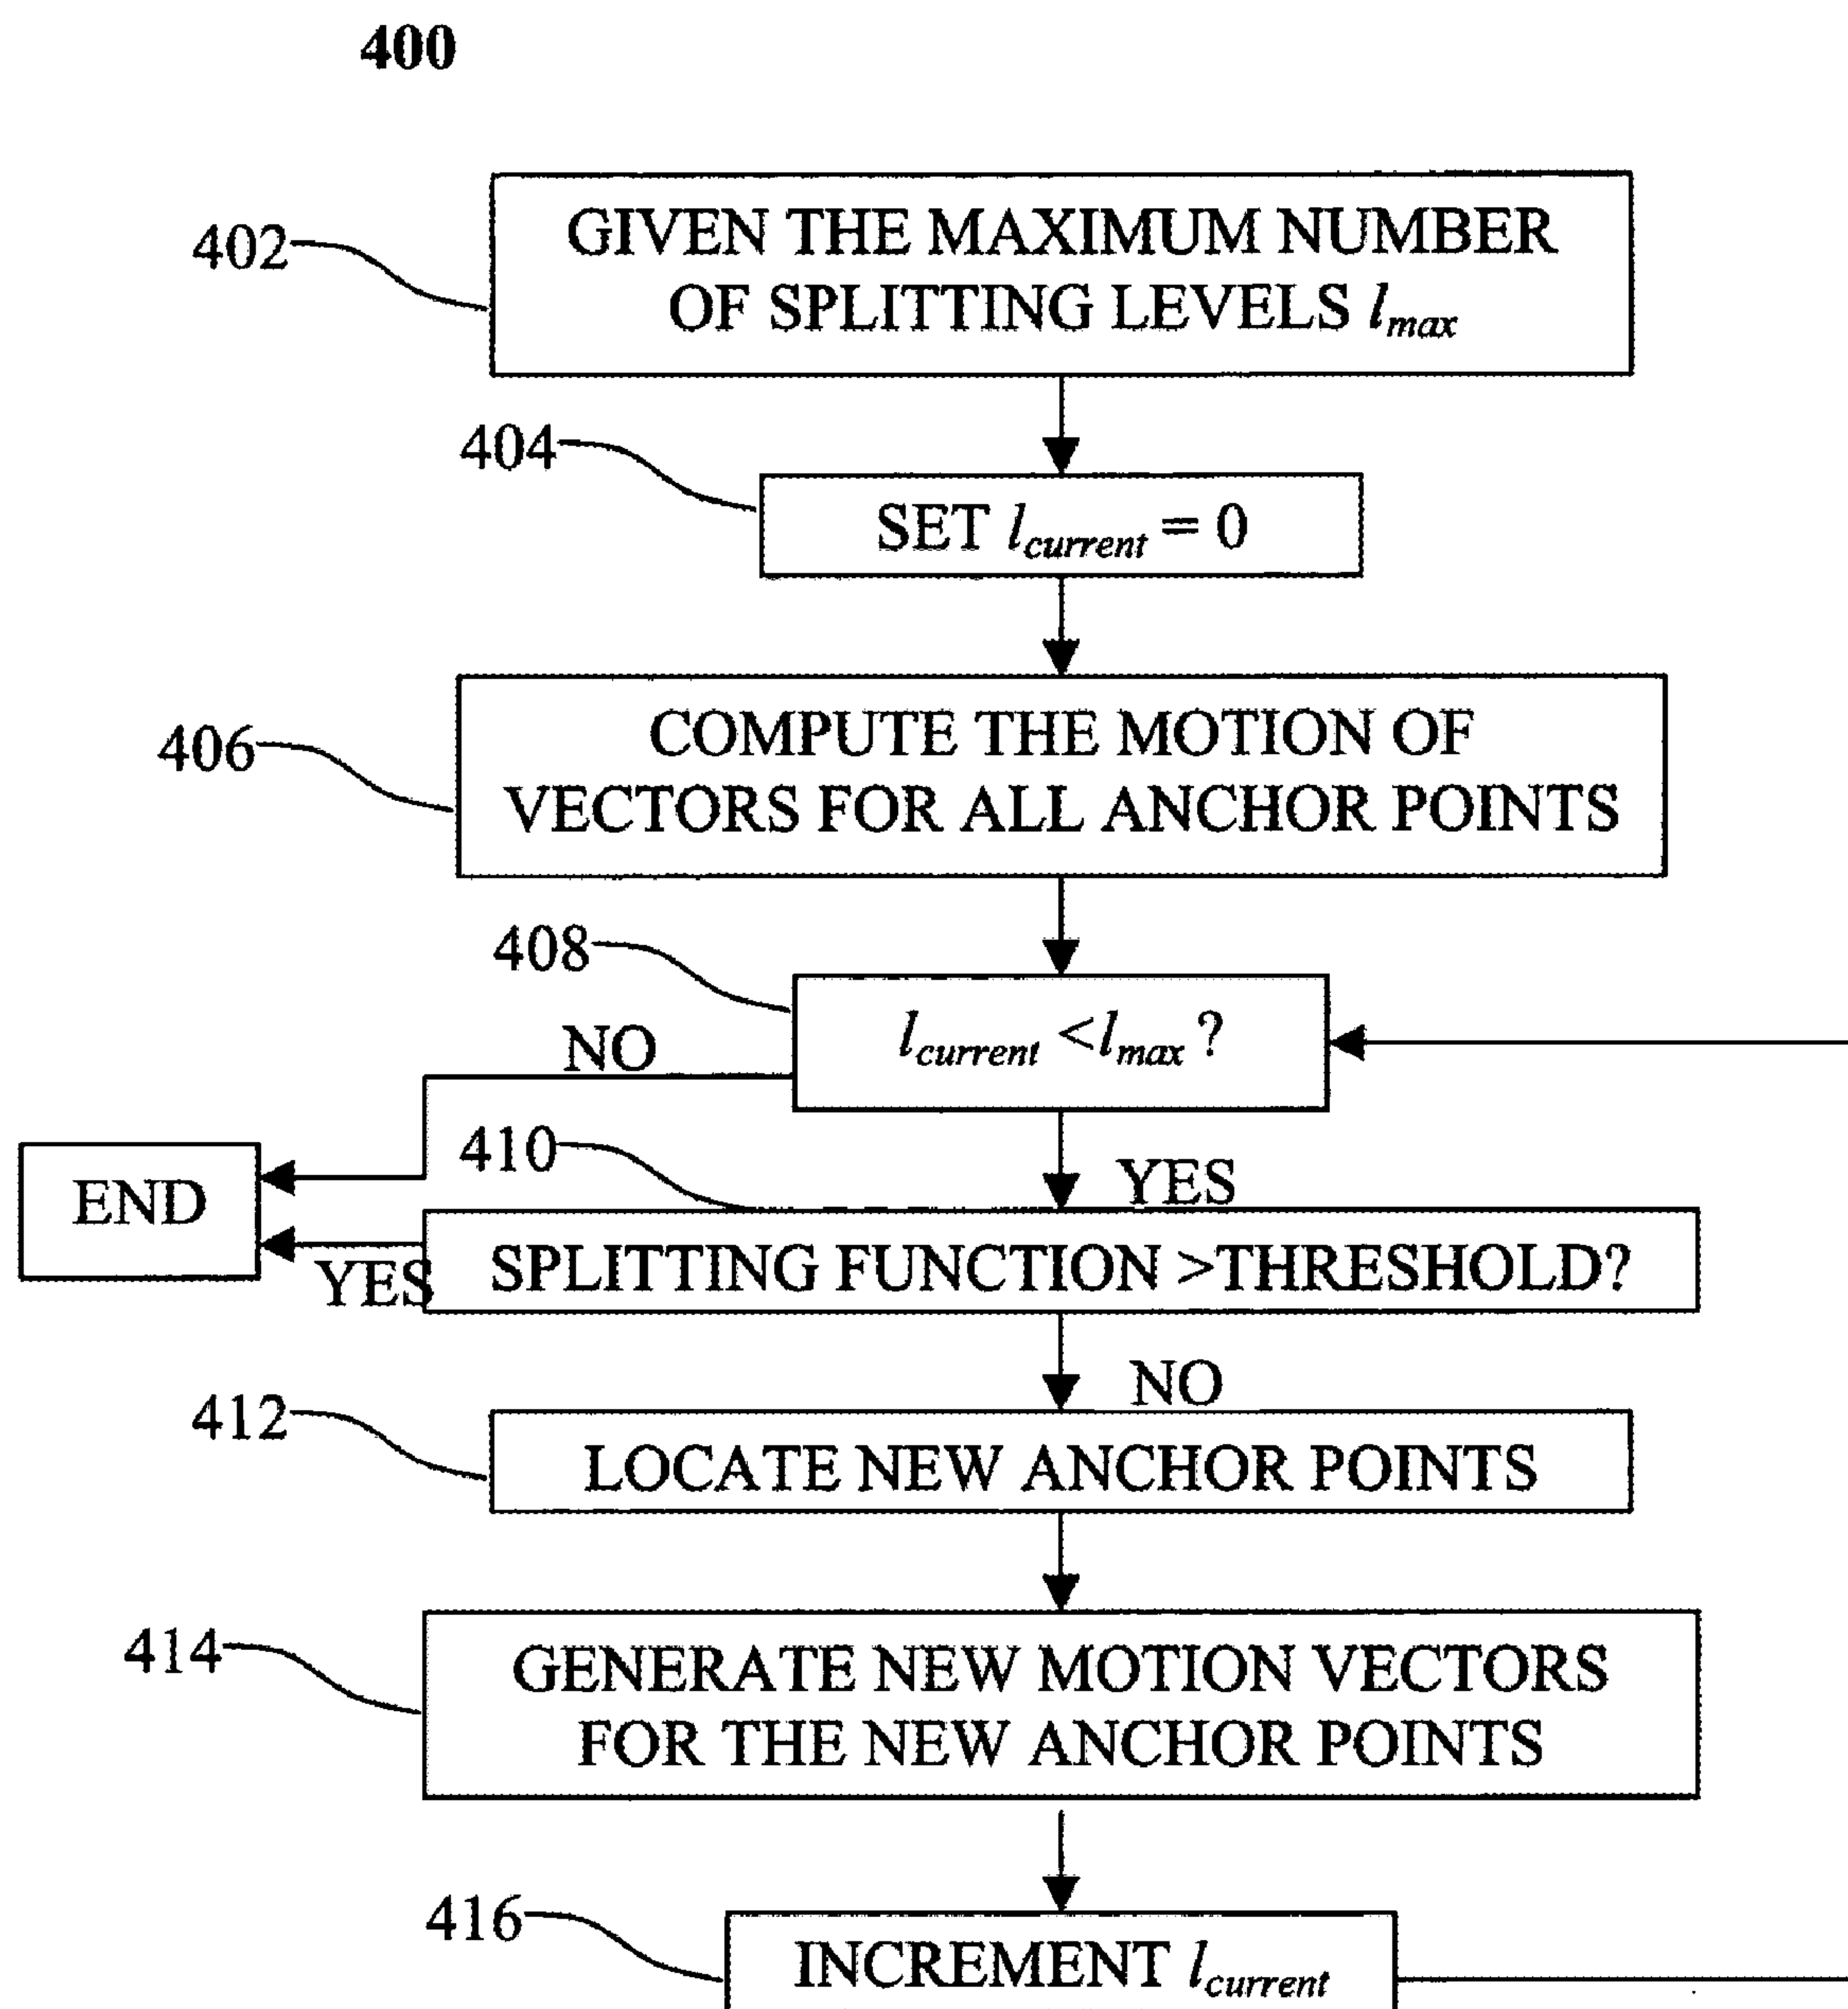 400
402
GIVEN THE MAXIMUM NUMBER
OF SPLITTING LEVELS lmax
404
SET lcurrent = 0
406
COMPUTE THE MOTION OF
VECTORS FOR ALL ANCHOR POINTS
408
lcurrent <lmax ?
NO
410
YES
END
SPLITTING FUNCTION >THRESHOLD?
YES
NO
412
LOCATE NEW ANCHOR POINTS
414
GENERATE NEW MOTION VECTORS
FOR THE NEW ANCHOR POINTS
416
INCREMENT lcurrent